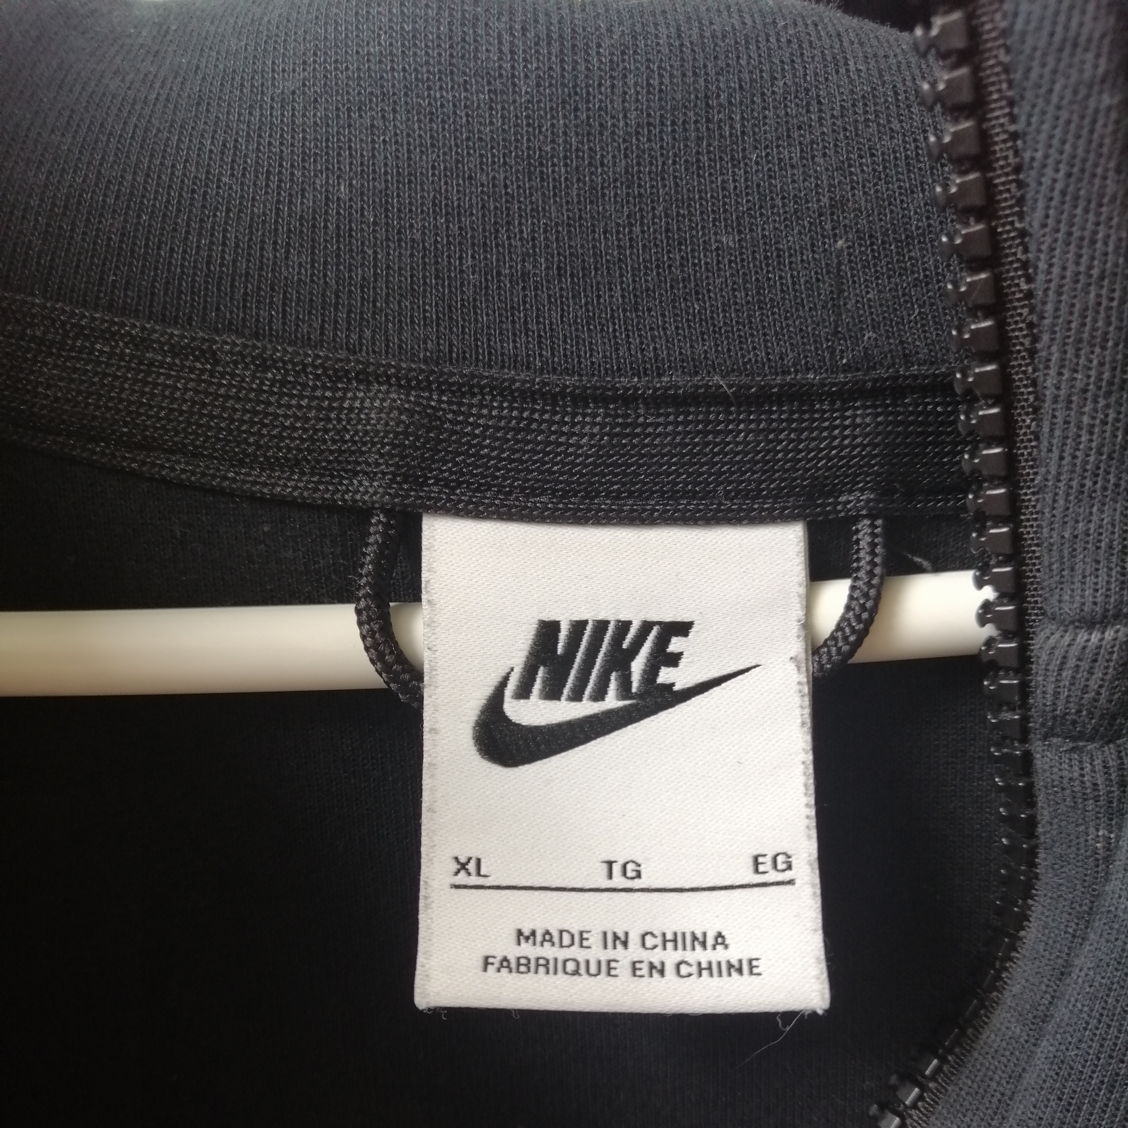 NIKE
XL TG EG
MADE IN CHINA
FABRIQUE EN CHINE